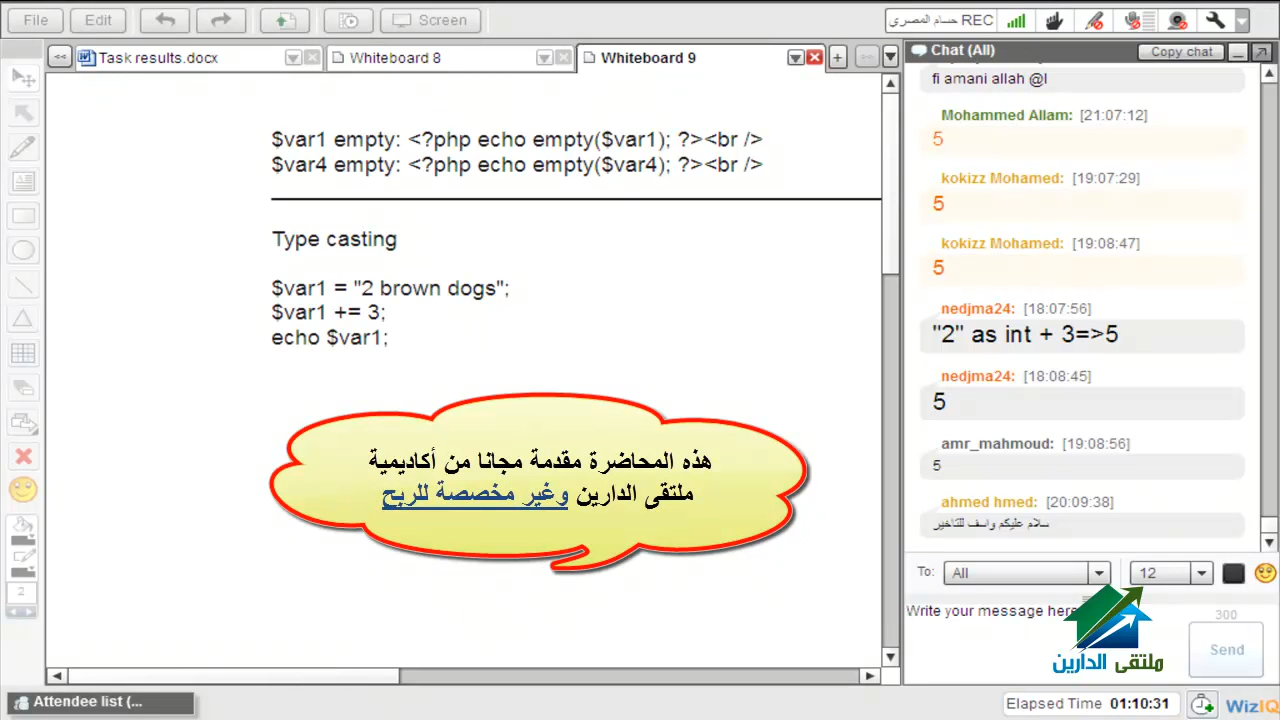 File Edit Screen حسام المصري REC
Task results.docx Whiteboard 8 Whiteboard 9
$var1 empty: <?php echo empty($var1); ?><br />
$var4 empty: <?php echo empty($var4); ?><br />
Type casting
$var1 = "2 brown dogs";
$var1 += 3;
echo $var1;
هذه المحاضرة مقدمة مجانا من أكاديمية
ملتقى الدارين وغير مخصصة للربح
2
Chat (All) Copy chat
fi amani allah @l
Mohammed Allam: [21:07:12]
5
kokizz Mohamed: [19:07:29]
5
kokizz Mohamed: [19:08:47]
5
nedjma24: [18:07:56]
"2" as int + 3=>5
nedjma24: [18:08:45]
5
amr_mahmoud: [19:08:56]
5
ahmed hmed: [20:09:38]
سلام عليكم واسف للتاخير
To: All 12
Write your message here
300
Send
ملتقى الدارين
Attendee list (...
Elapsed Time 01:10:31 WizIQ